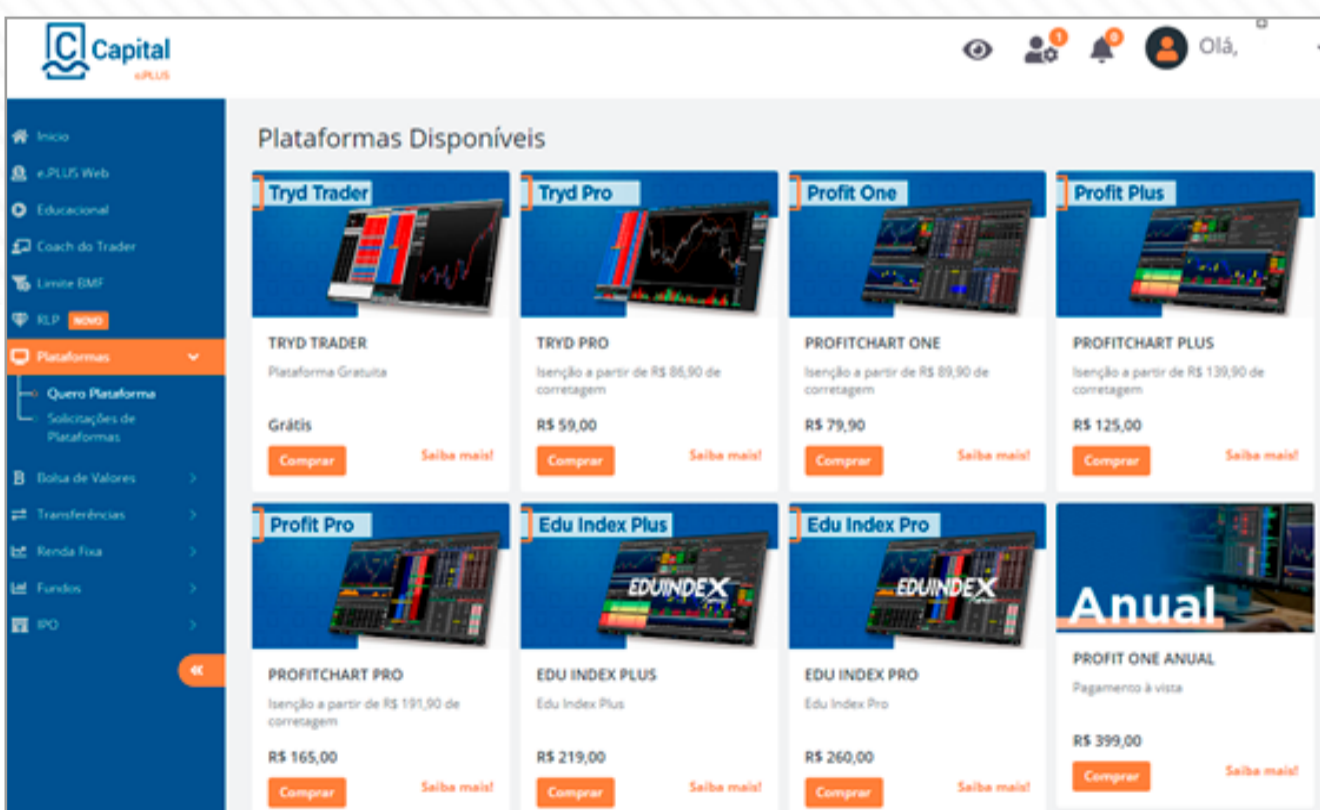 Capital
e.PLUS
1
0
Olá,
Inicio
e.PLUS Web
Educacional
Coach do Trader
Limite BMF
RLP NOVO
Plataformas
Quero Plataforma
Solicitações de
Plataformas
Bolsa de Valores
Transferências
Renda Fixa
Fundos
IPO
Plataformas Disponíveis
Tryd Trader
TRYD TRADER
Plataforma Gratuita
Grátis
Comprar
Saiba mais!
Tryd Pro
TRYD PRO
Isenção a partir de R$ 86,90 de
corretagem
R$ 59,00
Comprar
Saiba mais!
Profit One
PROFITCHART ONE
Isenção a partir de R$ 89,90 de
corretagem
R$ 79,90
Comprar
Saiba mais!
Profit Plus
PROFITCHART PLUS
Isenção a partir de R$ 139,90 de
corretagem
R$ 125,00
Comprar
Saiba mais!
Profit Pro
PROFITCHART PRO
Isenção a partir de R$ 191,90 de
corretagem
R$ 165,00
Comprar
Saiba mais!
Edu Index Plus
EDUINDEX
EDU INDEX PLUS
Edu Index Plus
R$ 219,00
Comprar
Saiba mais!
Edu Index Pro
EDUINDEX
EDU INDEX PRO
Edu Index Pro
R$ 260,00
Comprar
Saiba mais!
Anual
PROFIT ONE ANUAL
Pagamento à vista
R$ 399,00
Comprar
Saiba mais!